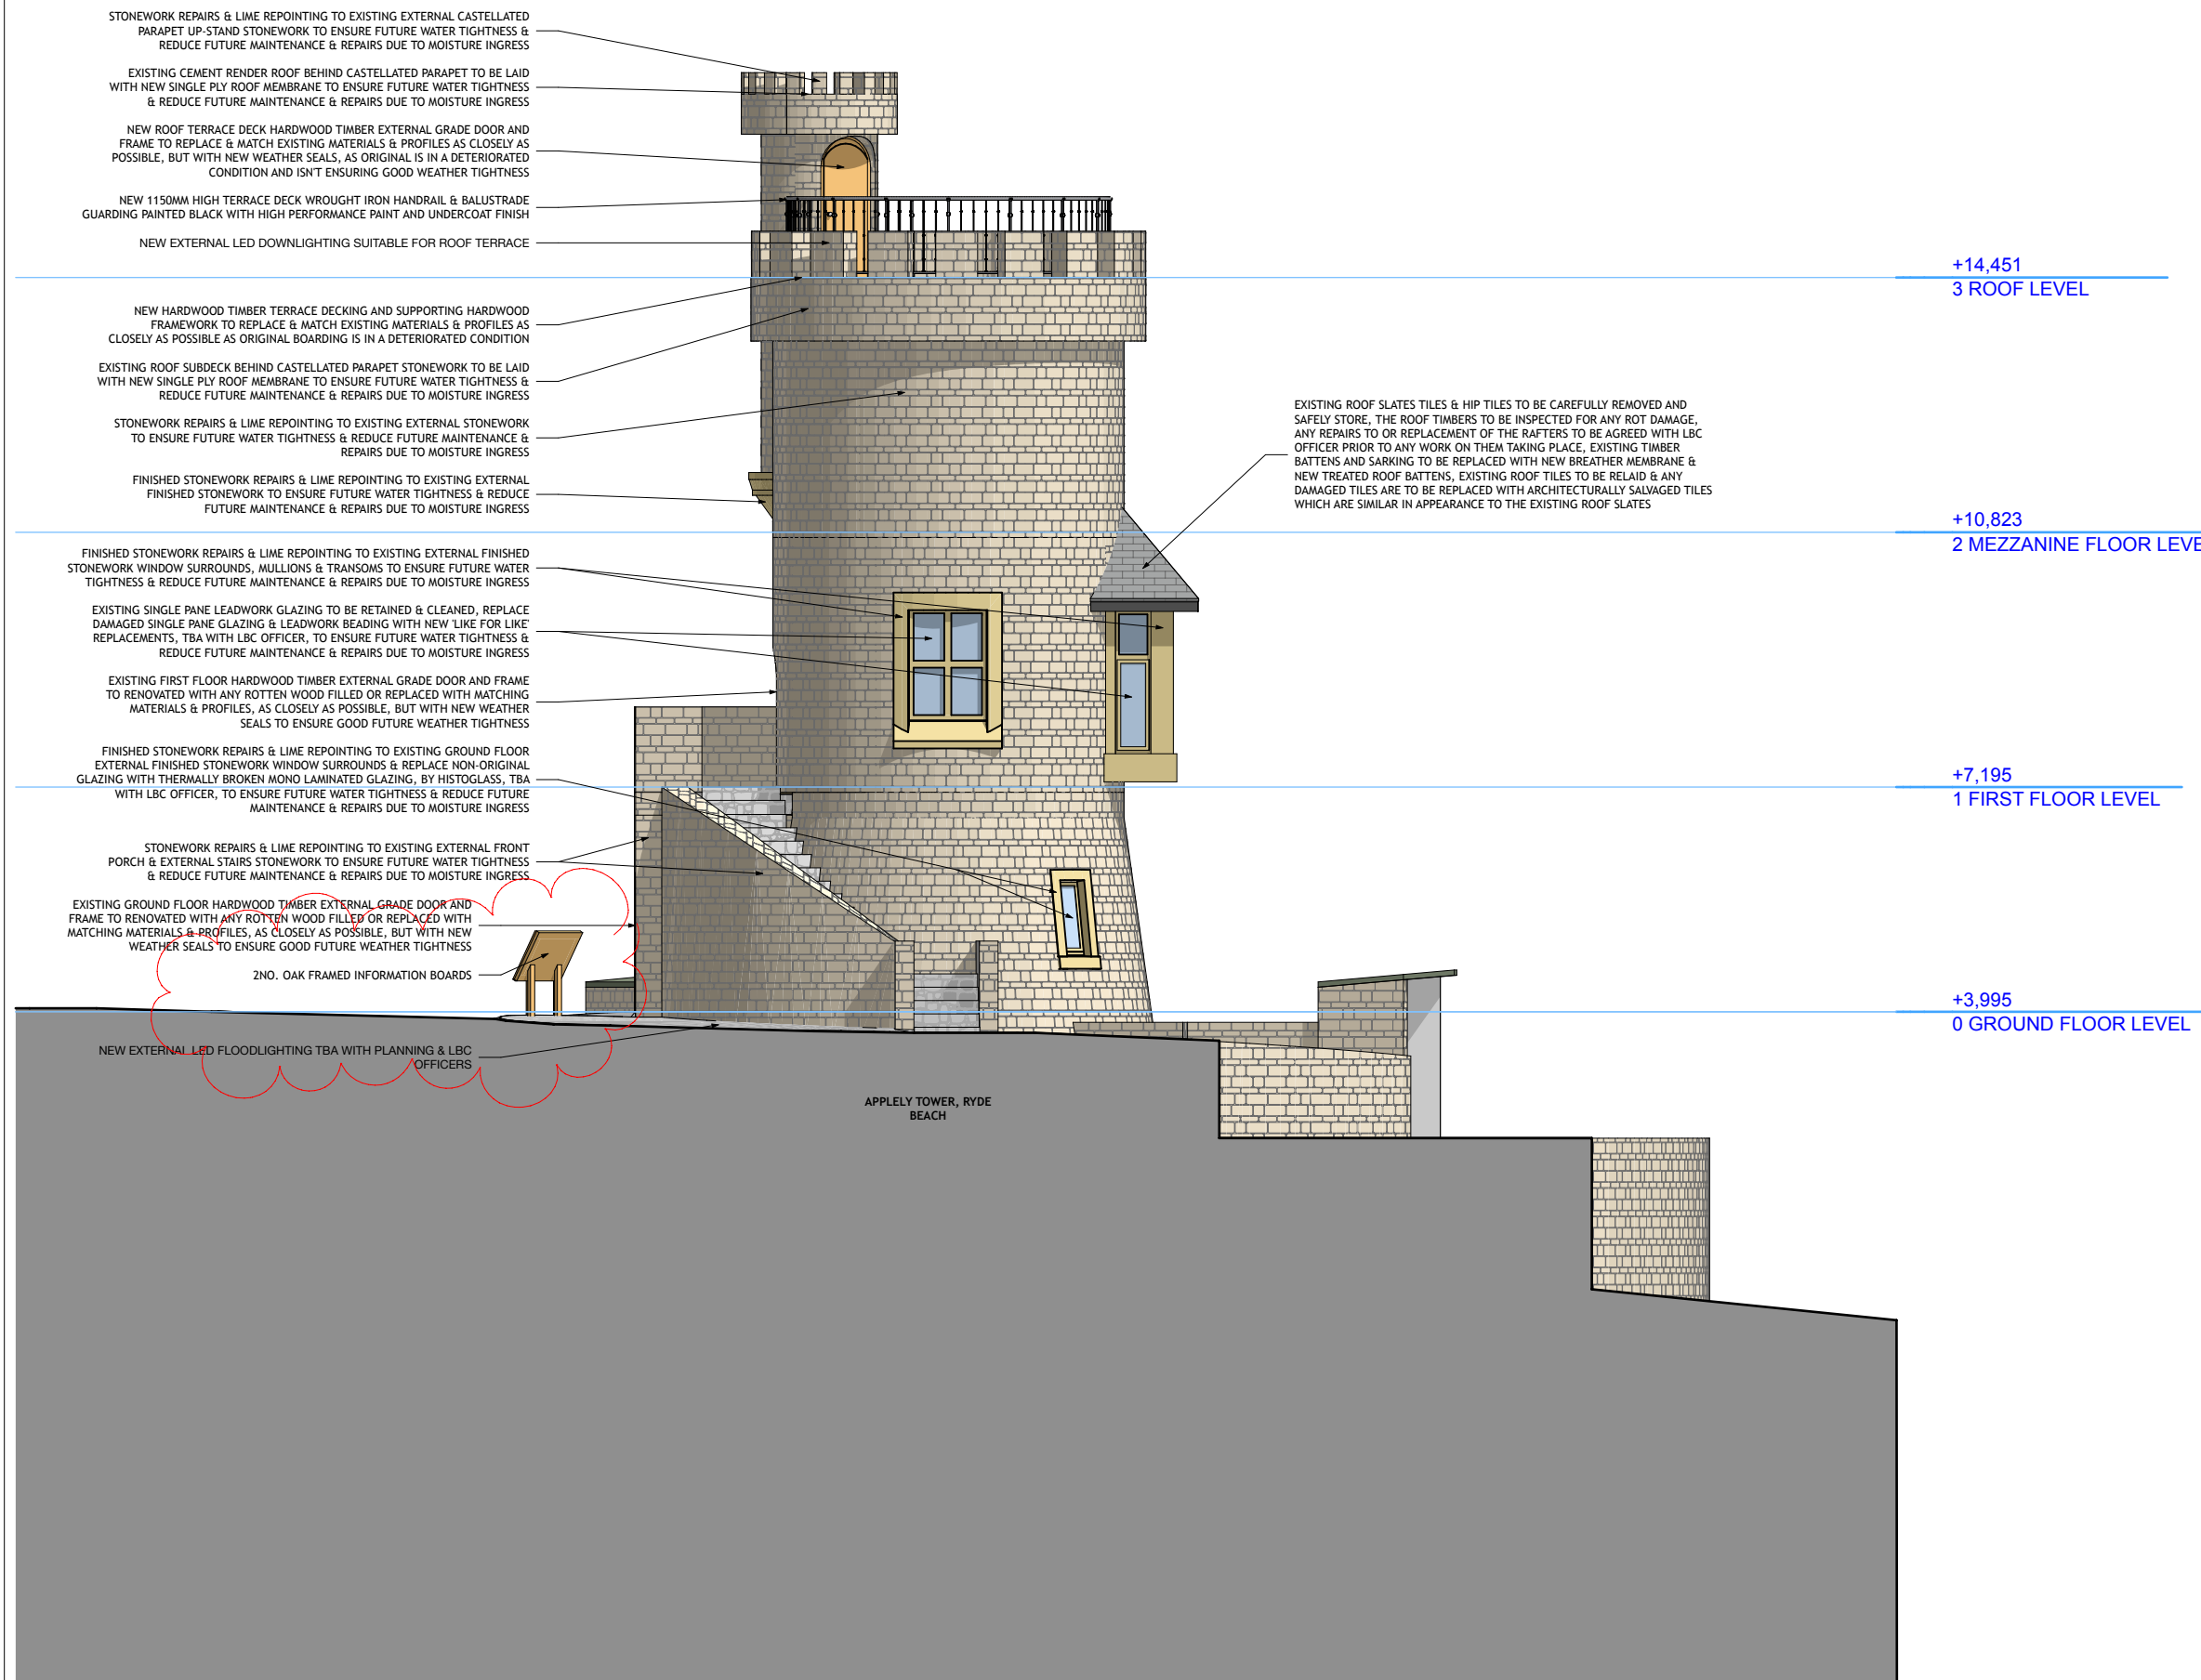 STONEWORK REPAIRS & LIME REPOINTING TO EXISTING EXTERNAL CASTELLATED
PARAPET UP-STAND STONEWORK TO ENSURE FUTURE WATER TIGHTNESS &
REDUCE FUTURE MAINTENANCE & REPAIRS DUE TO MOISTURE INGRESS
EXISTING CEMENT RENDER ROOF BEHIND CASTELLATED PARAPET TO BE LAID
WITH NEW SINGLE PLY ROOF MEMBRANE TO ENSURE FUTURE WATER TIGHTNESS
& REDUCE FUTURE MAINTENANCE & REPAIRS DUE TO MOISTURE INGRESS
NEW ROOF TERRACE DECK HARDWOOD TIMBER EXTERNAL GRADE DOOR AND
FRAME TO REPLACE & MATCH EXISTING MATERIALS & PROFILES AS CLOSELY AS
POSSIBLE, BUT WITH NEW WEATHER SEALS, AS ORIGINAL IS IN A DETERIORATED
CONDITION AND ISN'T ENSURING GOOD WEATHER TIGHTNESS
NEW 1150MM HIGH TERRACE DECK WROUGHT IRON HANDRAIL & BALUSTRADE
GUARDING PAINTED BLACK WITH HIGH PERFORMANCE PAINT AND UNDERCOAT FINISH
NEW EXTERNAL LED DOWNLIGHTING SUITABLE FOR ROOF TERRACE
NEW HARDWOOD TIMBER TERRACE DECKING AND SUPPORTING HARDWOOD
FRAMEWORK TO REPLACE & MATCH EXISTING MATERIALS & PROFILES AS
CLOSELY AS POSSIBLE AS ORIGINAL BOARDING IS IN A DETERIORATED CONDITION
EXISTING ROOF SUBDECK BEHIND CASTELLATED PARAPET STONEWORK TO BE LAID
WITH NEW SINGLE PLY ROOF MEMBRANE TO ENSURE FUTURE WATER TIGHTNESS &
REDUCE FUTURE MAINTENANCE & REPAIRS DUE TO MOISTURE INGRESS
STONEWORK REPAIRS & LIME REPOINTING TO EXISTING EXTERNAL STONEWORK
TO ENSURE FUTURE WATER TIGHTNESS & REDUCE FUTURE MAINTENANCE &
REPAIRS DUE TO MOISTURE INGRESS
FINISHED STONEWORK REPAIRS & LIME REPOINTING TO EXISTING EXTERNAL
FINISHED STONEWORK TO ENSURE FUTURE WATER TIGHTNESS & REDUCE
FUTURE MAINTENANCE & REPAIRS DUE TO MOISTURE INGRESS
FINISHED STONEWORK REPAIRS & LIME REPOINTING TO EXISTING EXTERNAL FINISHED
STONEWORK WINDOW SURROUNDS, MULLIONS & TRANSOMS TO ENSURE FUTURE WATER
TIGHTNESS & REDUCE FUTURE MAINTENANCE & REPAIRS DUE TO MOISTURE INGRESS
EXISTING SINGLE PANE LEADWORK GLAZING TO BE RETAINED & CLEANED, REPLACE
DAMAGED SINGLE PANE GLAZING & LEADWORK BEADING WITH NEW 'LIKE FOR LIKE'
REPLACEMENTS, TBA WITH LBC OFFICER, TO ENSURE FUTURE WATER TIGHTNESS &
REDUCE FUTURE MAINTENANCE & REPAIRS DUE TO MOISTURE INGRESS
EXISTING FIRST FLOOR HARDWOOD TIMBER EXTERNAL GRADE DOOR AND FRAME
TO RENOVATED WITH ANY ROTTEN WOOD FILLED OR REPLACED WITH MATCHING
MATERIALS & PROFILES, AS CLOSELY AS POSSIBLE, BUT WITH NEW WEATHER
SEALS TO ENSURE GOOD FUTURE WEATHER TIGHTNESS
FINISHED STONEWORK REPAIRS & LIME REPOINTING TO EXISTING GROUND FLOOR
EXTERNAL FINISHED STONEWORK WINDOW SURROUNDS & REPLACE NON-ORIGINAL
GLAZING WITH THERMALLY BROKEN MONO LAMINATED GLAZING, BY HISTOGLASS, TBA
WITH LBC OFFICER, TO ENSURE FUTURE WATER TIGHTNESS & REDUCE FUTURE
MAINTENANCE & REPAIRS DUE TO MOISTURE INGRESS
STONEWORK REPAIRS & LIME REPOINTING TO EXISTING EXTERNAL FRONT
PORCH & EXTERNAL STAIRS STONEWORK TO ENSURE FUTURE WATER TIGHTNESS
& REDUCE FUTURE MAINTENANCE & REPAIRS DUE TO MOISTURE INGRESS
EXISTING GROUND FLOOR HARDWOOD TIMBER EXTERNAL GRADE DOOR AND
FRAME TO RENOVATED WITH ANY ROTTEN WOOD FILLED OR REPLACED WITH
MATCHING MATERIALS & PROFILES, AS CLOSELY AS POSSIBLE, BUT WITH NEW
WEATHER SEALS TO ENSURE GOOD FUTURE WEATHER TIGHTNESS
2NO. OAK FRAMED INFORMATION BOARDS
NEW EXTERNAL LED FLOODLIGHTING TBA WITH PLANNING & LBC
OFFICERS
EXISTING ROOF SLATES TILES & HIP TILES TO BE CAREFULLY REMOVED AND
SAFELY STORE, THE ROOF TIMBERS TO BE INSPECTED FOR ANY ROT DAMAGE,
ANY REPAIRS TO OR REPLACEMENT OF THE RAFTERS TO BE AGREED WITH LBC
OFFICER PRIOR TO ANY WORK ON THEM TAKING PLACE, EXISTING TIMBER
BATTENS AND SARKING TO BE REPLACED WITH NEW BREATHER MEMBRANE &
NEW TREATED ROOF BATTENS, EXISTING ROOF TILES TO BE RELAID & ANY
DAMAGED TILES ARE TO BE REPLACED WITH ARCHITECTURALLY SALVAGED TILES
WHICH ARE SIMILAR IN APPEARANCE TO THE EXISTING ROOF SLATES
+14,451
3 ROOF LEVEL
+10,823
2 MEZZANINE FLOOR LEVE
+7,195
1 FIRST FLOOR LEVEL
+3,995
0 GROUND FLOOR LEVEL
APPLELY TOWER, RYDE
BEACH